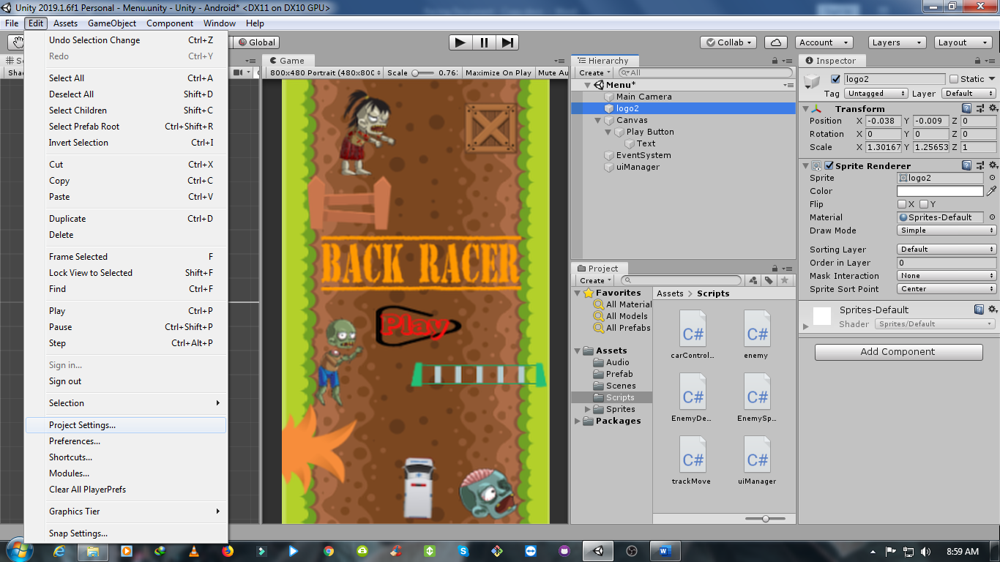 Unity 2019.1.6f1 Personal - Menu.unity - Unity - Android* <DX11 on DX10 GPU>
File Edit Assets GameObject Component Window Help
Undo Selection Change Ctrl+Z
Redo Ctrl+Y
Select All Ctrl+A
Deselect All Shift+D
Select Children Shift+C
Select Prefab Root Ctrl+Shift+R
Invert Selection Ctrl+I
Cut Ctrl+X
Copy Ctrl+C
Paste Ctrl+V
Duplicate Ctrl+D
Delete
Frame Selected F
Lock View to Selected Shift+F
Find Ctrl+F
Play Ctrl+P
Pause Ctrl+Shift+P
Step Ctrl+Alt+P
Sign in...
Sign out
Selection
Project Settings...
Preferences...
Shortcuts...
Modules...
Clear All PlayerPrefs
Graphics Tier
Snap Settings...
Global
Collab
Account
Layers
Layout
Game
800x480 Portrait (480x800 Scale 0.76 Maximize On Play Mute Au
BACK RACER
Play
Hierarchy
Create All
Menu*
Main Camera
logo2
Canvas
Play Button
Text
EventSystem
uiManager
Project
Create
Favorites
All Material
All Models
All Prefabs
Assets
Audio
Prefab
Scenes
Scripts
Sprites
Packages
Assets > Scripts
C# C#
carControl... enemy
C# C#
EnemyDe... EnemySp...
C# C#
trackMove uiManager
Inspector
logo2 Static
Tag Untagged Layer Default
Transform
Position X -0.038 Y -0.009 Z 0
Rotation X 0 Y 0 Z 0
Scale X 1.30167 Y 1.25653 Z 1
Sprite Renderer
Sprite logo2
Color
Flip X Y
Material Sprites-Default
Draw Mode Simple
Sorting Layer Default
Order in Layer 0
Mask Interaction None
Sprite Sort Point Center
Sprites-Default
Shader Sprites/Default
Add Component
8:59 AM